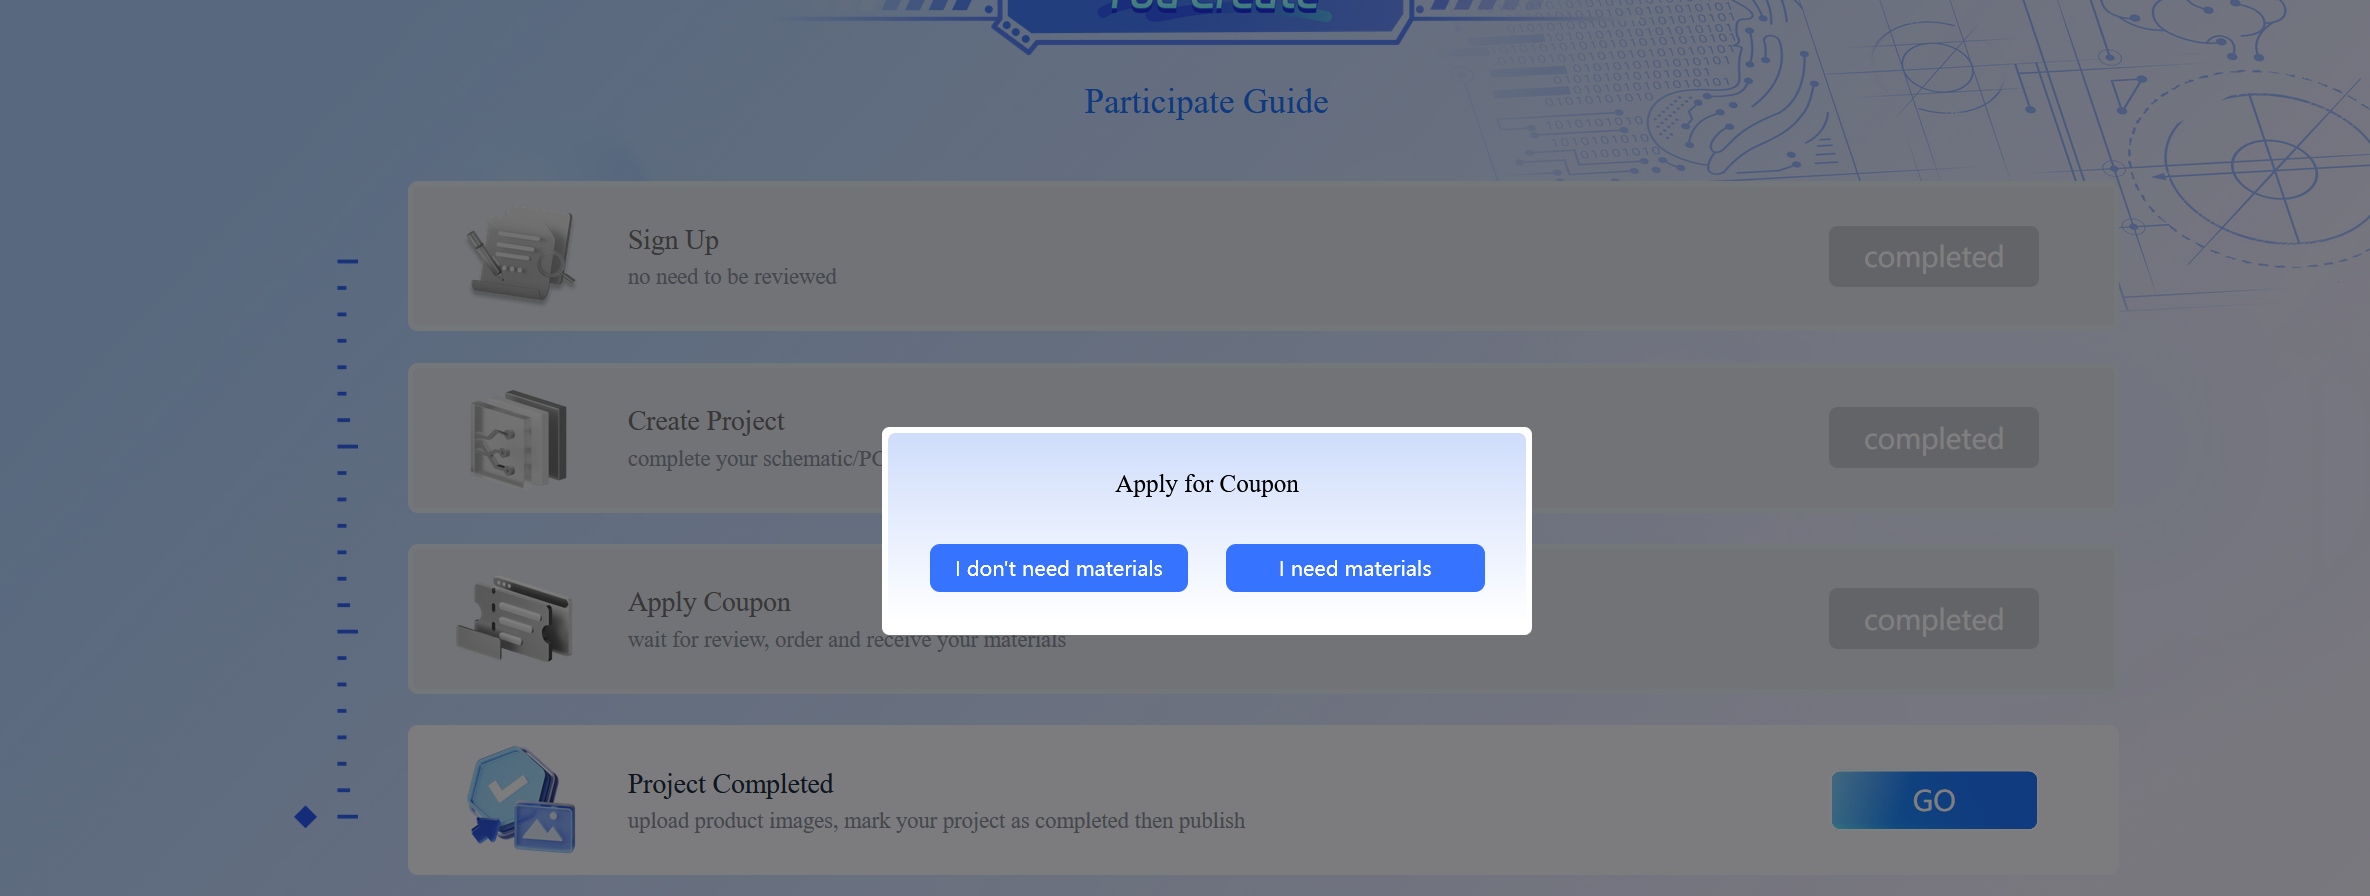 You Create
Participate Guide
Sign Up
no need to be reviewed
completed
Create Project
complete your schematic/PC
completed
Apply for Coupon
I don't need materials
I need materials
Apply Coupon
wait for review, order and receive your materials
completed
Project Completed
upload product images, mark your project as completed then publish
GO